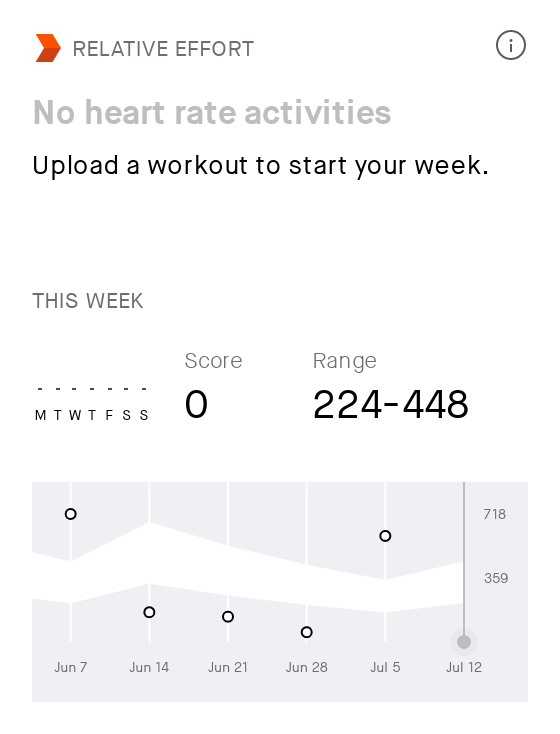 RELATIVE EFFORT
No heart rate activities
Upload a workout to start your week.
THIS WEEK
Score Range
0 224-448
M T W T F S S
718
359
Jun 7 Jun 14 Jun 21 Jun 28 Jul 5 Jul 12